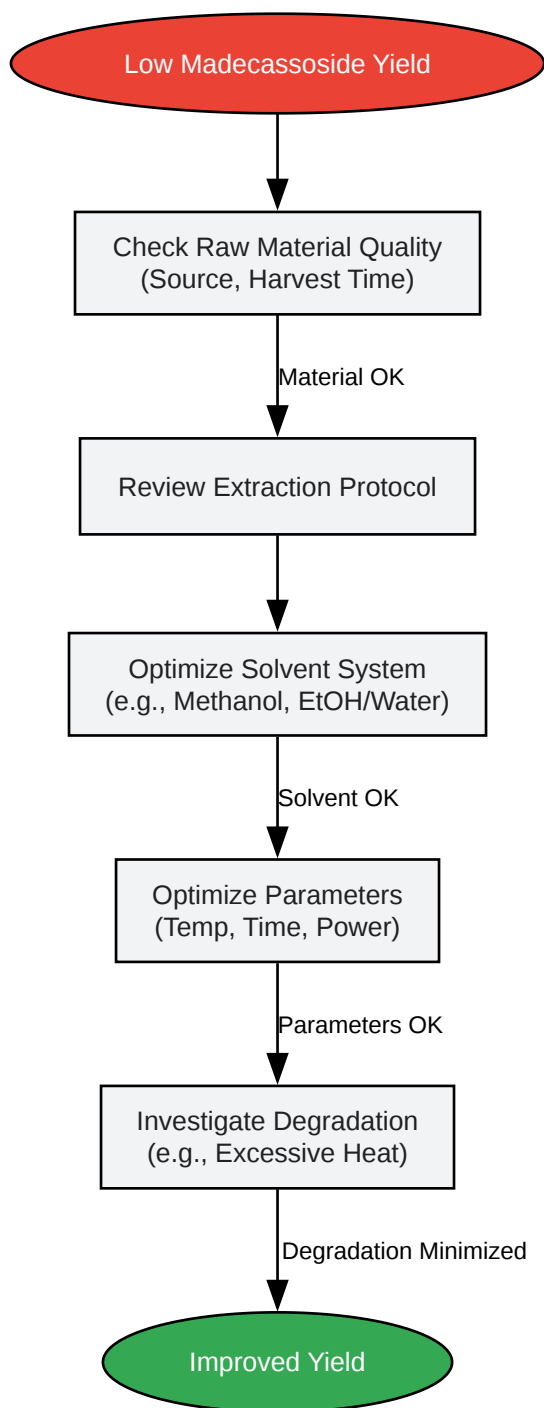 Low Madecassoside Yield
Check Raw Material Quality
(Source, Harvest Time)
Material OK
Review Extraction Protocol
Optimize Solvent System
(e.g., Methanol, EtOH/Water)
Solvent OK
Optimize Parameters
(Temp, Time, Power)
Parameters OK
Investigate Degradation
(e.g., Excessive Heat)
Degradation Minimized
Improved Yield